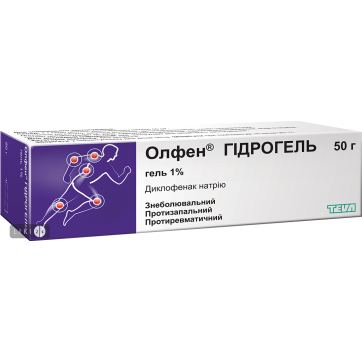 Олфен® ГІДРОГЕЛЬ 50 г
гель 1%
Диклофенак натрію
Знеболювальний
Протизапальний
Протиревматичний
TEVA